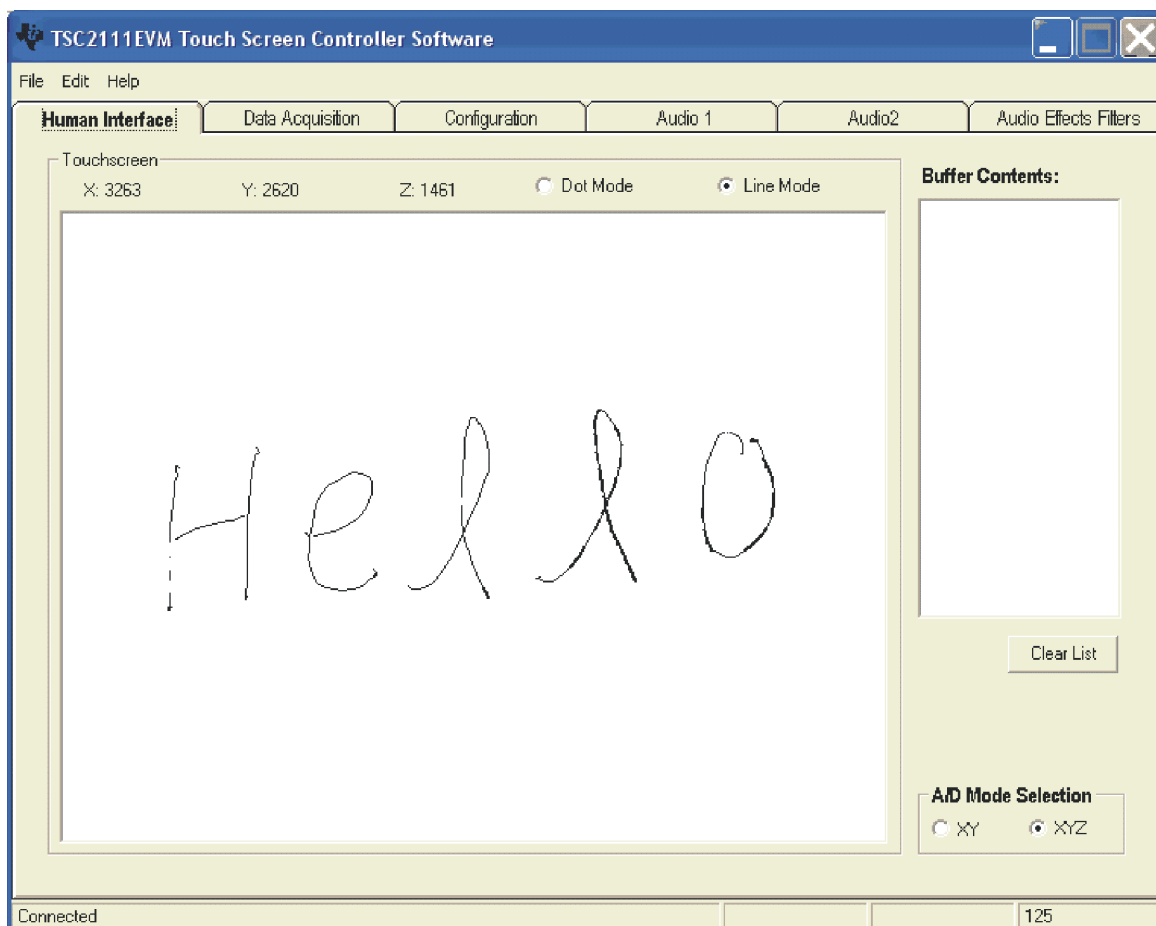 TSC2111EVM Touch Screen Controller Software
File Edit Help
Human Interface Data Acquisition Configuration Audio 1 Audio2 Audio Effects Filters
Touchscreen
X: 3263 Y: 2620 Z: 1461 Dot Mode Line Mode
Buffer Contents:
Hello
Clear List
A/D Mode Selection
XY XYZ
Connected 125